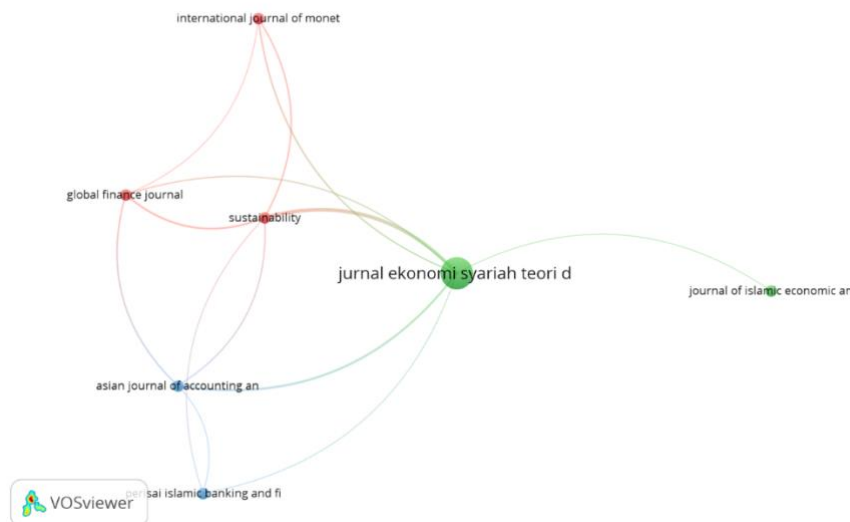 international journal of monet
global finance journal
sustainability
jurnal ekonomi syariah teori d
journal of islamic economic an
asian journal of accounting an
perisai islamic banking and fi
VOSviewer